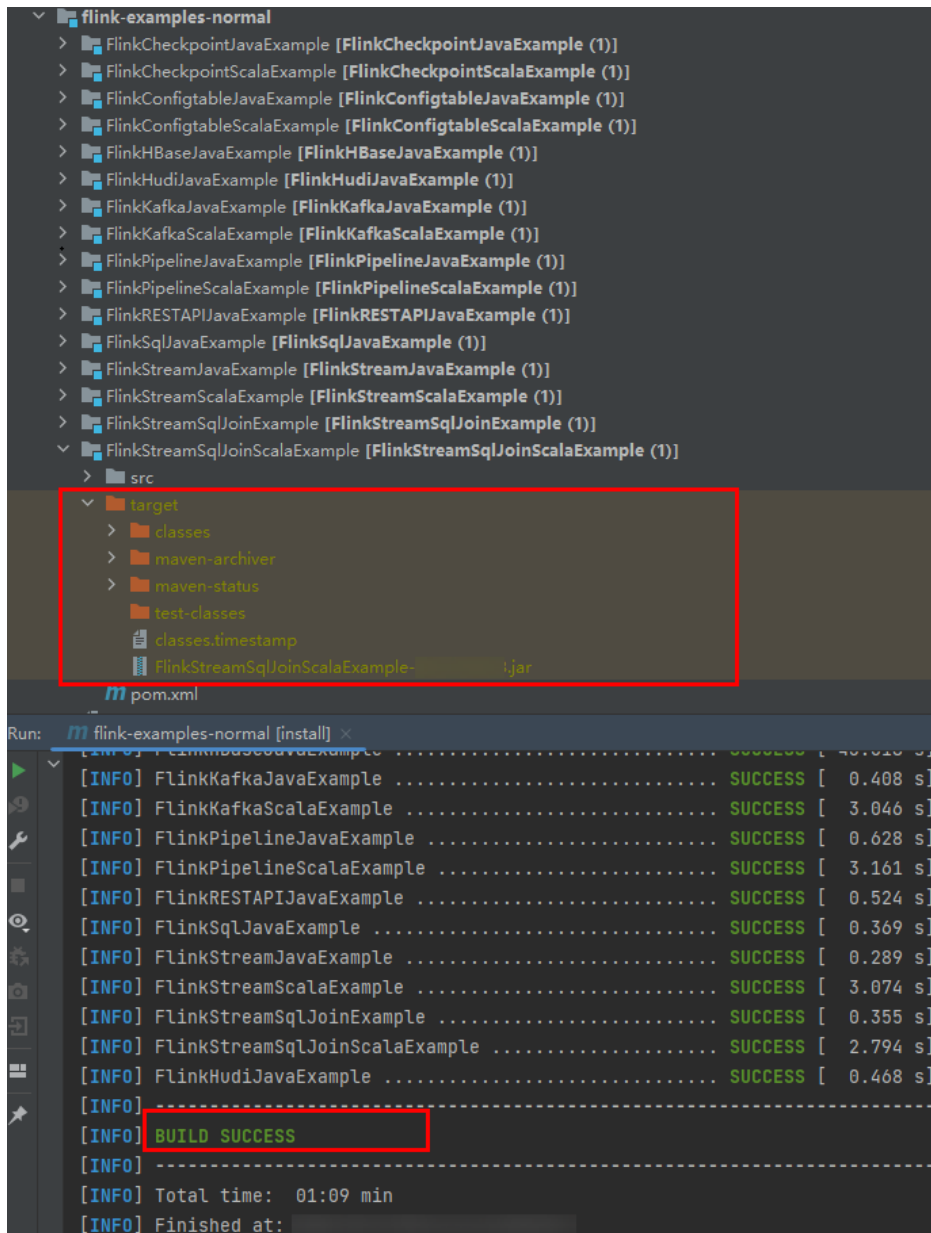 flink-examples-normal
FlinkCheckpointJavaExample [FlinkCheckpointJavaExample (1)]
FlinkCheckpointScalaExample [FlinkCheckpointScalaExample (1)]
FlinkConfigtableJavaExample [FlinkConfigtableJavaExample (1)]
FlinkConfigtableScalaExample [FlinkConfigtableScalaExample (1)]
FlinkHBaseJavaExample [FlinkHBaseJavaExample (1)]
FlinkHudiJavaExample [FlinkHudiJavaExample (1)]
FlinkKafkaJavaExample [FlinkKafkaJavaExample (1)]
FlinkKafkaScalaExample [FlinkKafkaScalaExample (1)]
FlinkPipelineJavaExample [FlinkPipelineJavaExample (1)]
FlinkPipelineScalaExample [FlinkPipelineScalaExample (1)]
FlinkRESTAPIJavaExample [FlinkRESTAPIJavaExample (1)]
FlinkSqlJavaExample [FlinkSqlJavaExample (1)]
FlinkStreamJavaExample [FlinkStreamJavaExample (1)]
FlinkStreamScalaExample [FlinkStreamScalaExample (1)]
FlinkStreamSqlJoinExample [FlinkStreamSqlJoinExample (1)]
FlinkStreamSqlJoinScalaExample [FlinkStreamSqlJoinScalaExample (1)]
src
target
classes
maven-archiver
maven-status
test-classes
classes.timestamp
FlinkStreamSqlJoinScalaExample- .jar
m pom.xml
Run: m flink-examples-normal [install] ×
[INFO] FlinkHBaseJavaExample .............................. SUCCESS [
[INFO] FlinkKafkaJavaExample .............................. SUCCESS [ 0.408 s]
[INFO] FlinkKafkaScalaExample ............................. SUCCESS [ 3.046 s]
[INFO] FlinkPipelineJavaExample ........................... SUCCESS [ 0.628 s]
[INFO] FlinkPipelineScalaExample .......................... SUCCESS [ 3.161 s]
[INFO] FlinkRESTAPIJavaExample ............................ SUCCESS [ 0.524 s]
[INFO] FlinkSqlJavaExample ................................ SUCCESS [ 0.369 s]
[INFO] FlinkStreamJavaExample ............................. SUCCESS [ 0.289 s]
[INFO] FlinkStreamScalaExample ............................ SUCCESS [ 3.074 s]
[INFO] FlinkStreamSqlJoinExample .......................... SUCCESS [ 0.355 s]
[INFO] FlinkStreamSqlJoinScalaExample ..................... SUCCESS [ 2.794 s]
[INFO] FlinkHudiJavaExample ............................... SUCCESS [ 0.468 s]
[INFO] ------------------------------------------------------------------------
[INFO] BUILD SUCCESS
[INFO] ------------------------------------------------------------------------
[INFO] Total time:  01:09 min
[INFO] Finished at: